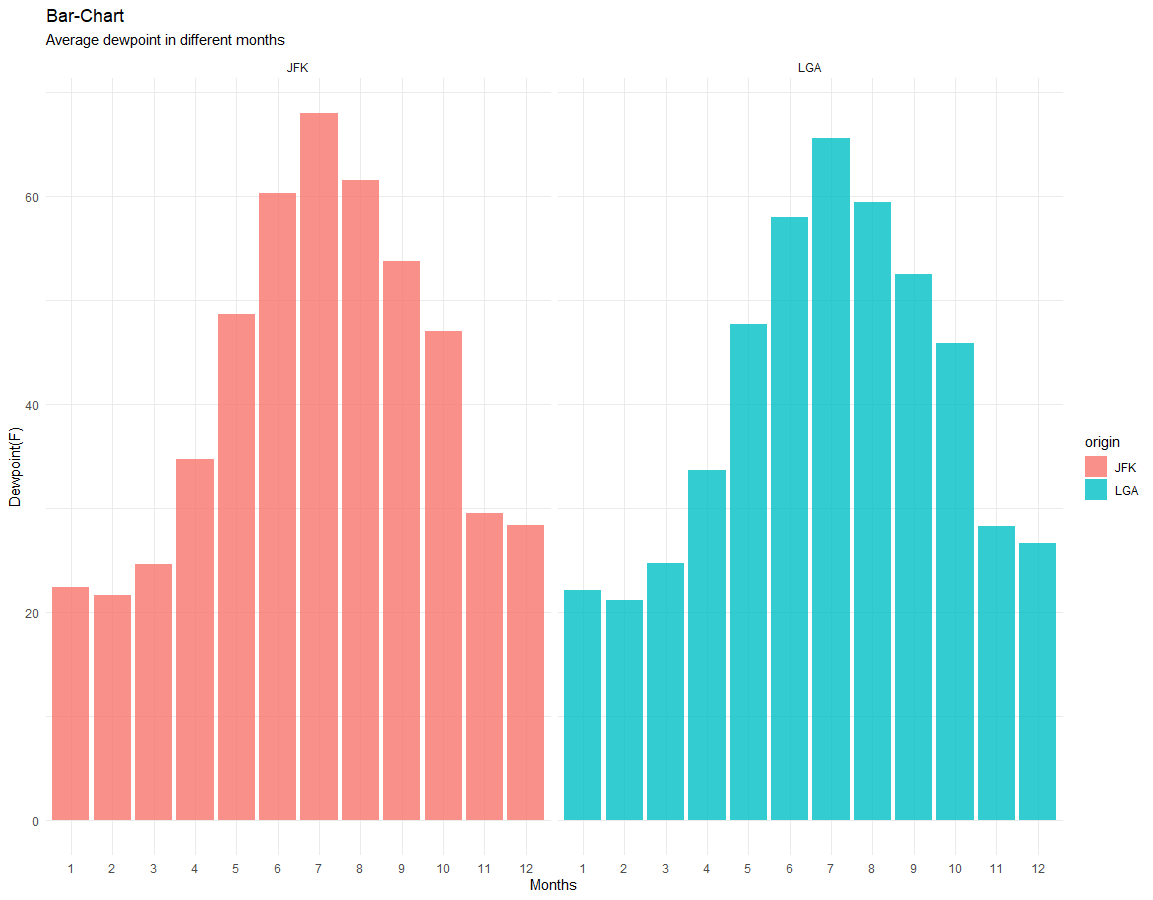 Bar-Chart
Average dewpoint in different months
JFK LGA
60
40
20
0
Dewpoint(F)
1 2 3 4 5 6 7 8 9 10 11 12 1 2 3 4 5 6 7 8 9 10 11 12
Months
origin
JFK
LGA